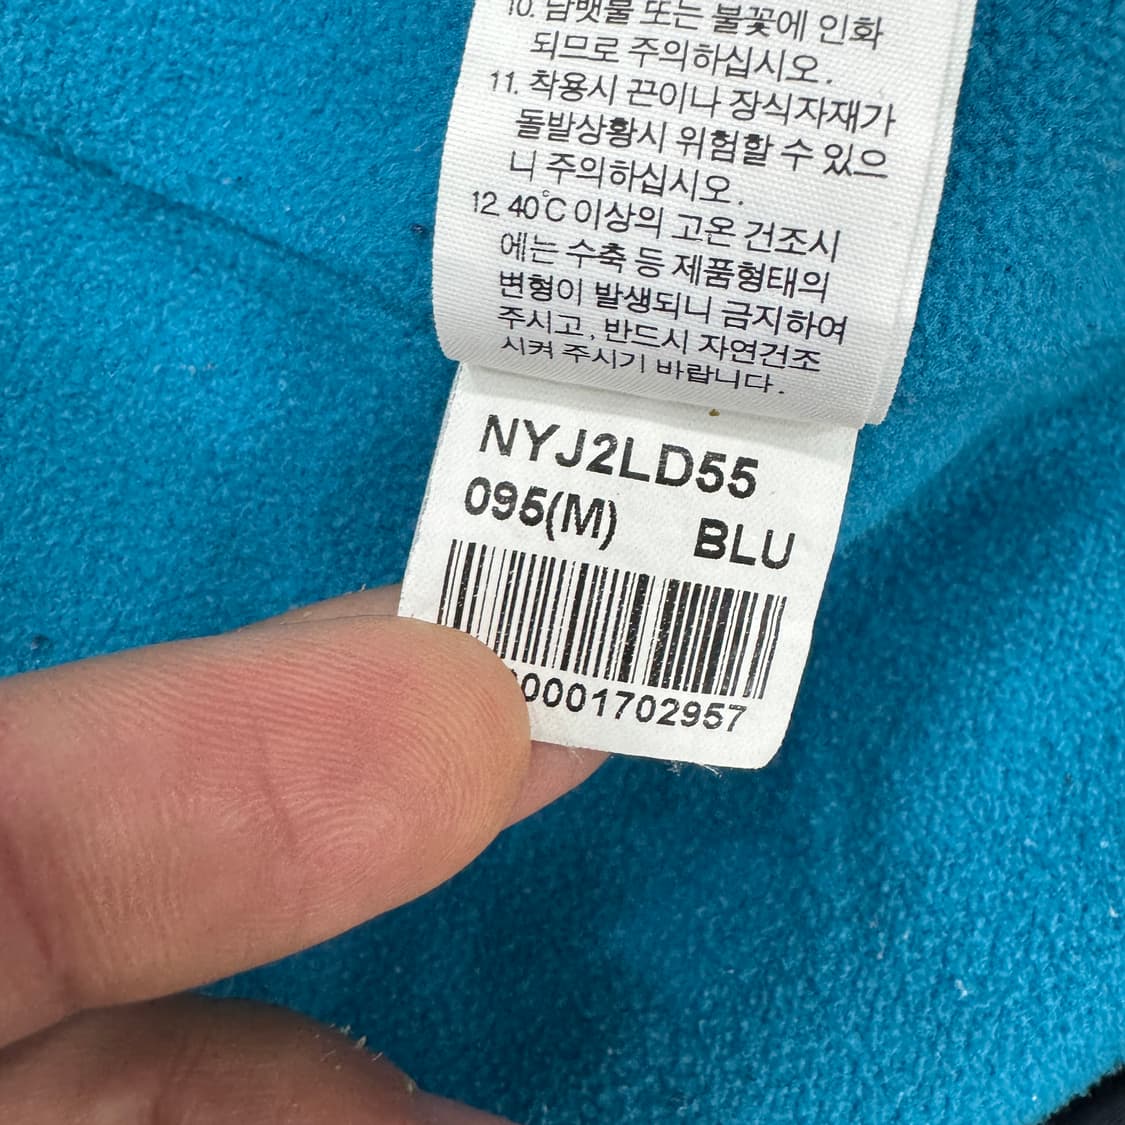 10. 담뱃불 또는 불꽃에 인화
되므로 주의하십시오.
11. 착용시 끈이나 장식자재가
돌발상황시 위험할 수 있으
니 주의하십시오.
12 40℃ 이상의 고온 건조시
에는 수축 등 제품형태의
변형이 발생되니 금지하여
주시고, 반드시 자연건조
시켜 주시기 바랍니다.
NYJ2LD55
095(M) BLU
0001702957